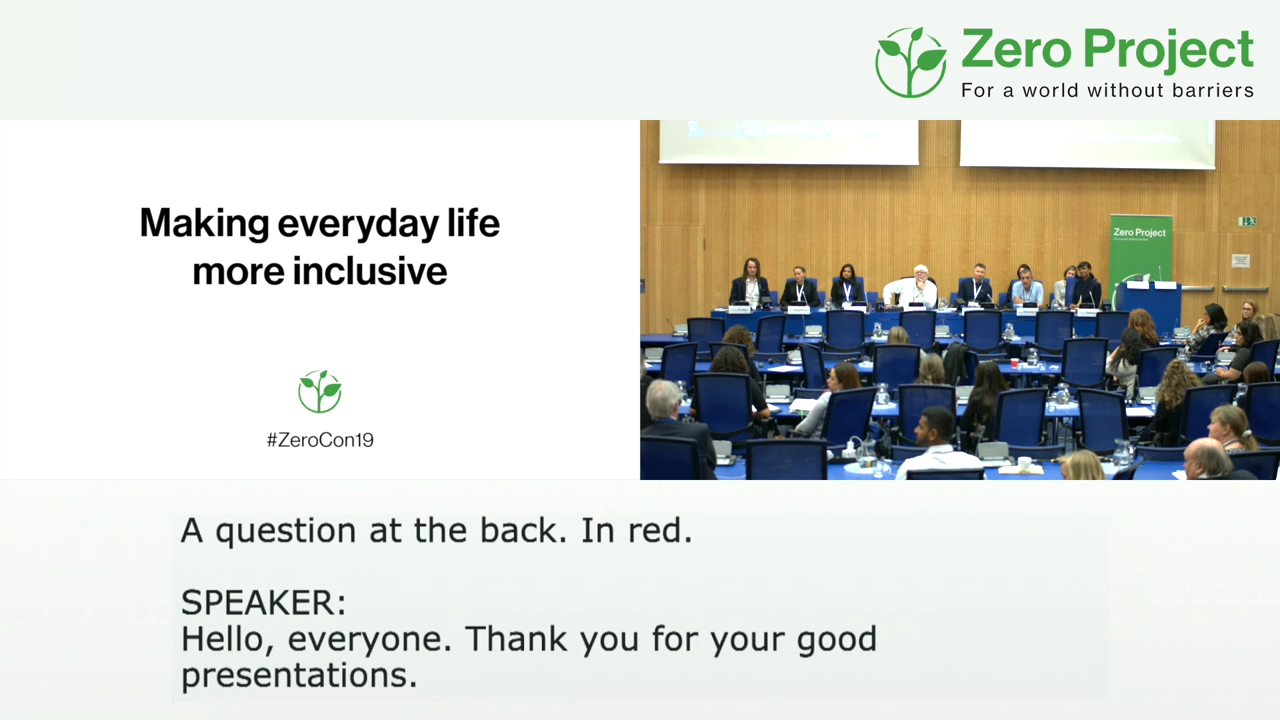 Zero Project
For a world without barriers
Making everyday life
more inclusive
#ZeroCon19
Zero Project
A question at the back. In red.
SPEAKER:
Hello, everyone. Thank you for your good
presentations.